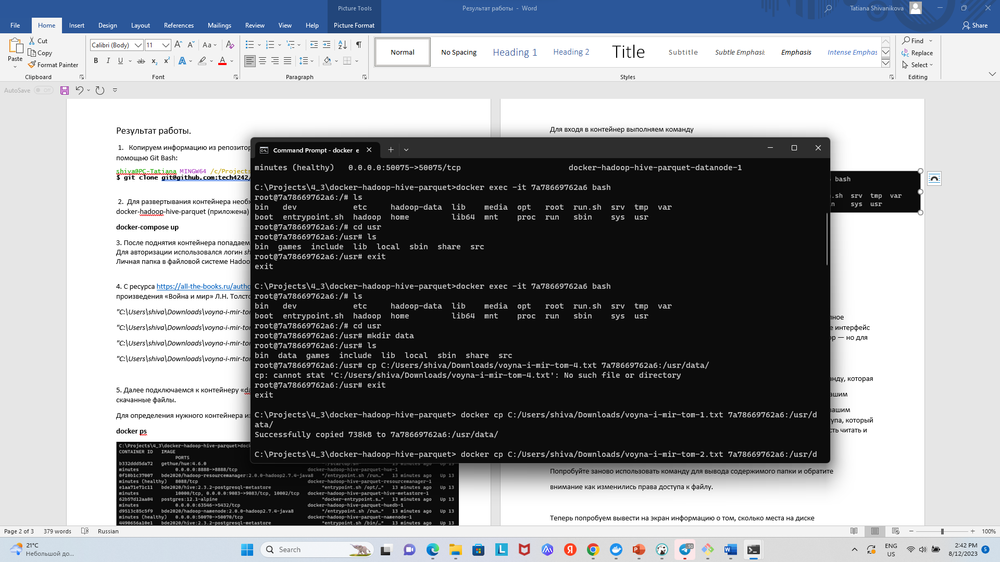 Picture Tools
Результат работы - Word
Tatiana Shivanikova
File Home Insert Design Layout References Mailings Review View Help Picture Format Share
Paste
Cut
Copy
Format Painter
Clipboard
Calibri (Body) 11
Font
Paragraph
Normal
No Spacing
Heading 1
Heading 2
Title
Subtitle
Subtle Emphasis
Emphasis
Intense Emphas
Styles
Find
Replace
Select
Editing
AutoSave Off
Результат работы.
1. Копируем информацию из репозитор
помощью Git Bash:
shiva@PC-Tatiana MINGW64 /c/Projects
$ git clone git@github.com:tech4242/
2. Для развертывания контейнера необх
docker-hadoop-hive-parquet (приложена)
docker-compose up
3. После поднятия контейнера попадаем
Для авторизации использовался логин sh
Личная папка в файловой системе Hadoo
4. С ресурса https://all-the-books.ru/autho
произведения «Война и мир» Л.Н. Толсто
"C:\Users\shiva\Downloads\voyna-i-mir-tom
"C:\Users\shiva\Downloads\voyna-i-mir-tom
"C:\Users\shiva\Downloads\voyna-i-mir-tom
"C:\Users\shiva\Downloads\voyna-i-mir-tom
5. Далее подключаемся к контейнеру «da
скачанные файлы.
Для определения нужного контейнера из
docker ps
C:\Projects\4_3\docker-hadoop-hive-parquet>dock
CONTAINER ID IMAGE
PORTS
b332ddd5da72 gethue/hue:4.6.0 "./startup.sh" 13 minutes ago Up 13
minutes 0.0.0.0:8888->8888/tcp docker-hadoop-hive-parquet-hue-1
0f10b1c37007 bde2020/hadoop-resourcemanager:2.0.0-hadoop2.7.4-java8 "/entrypoint.sh /run…" 13 minutes ago Up 13
minutes (healthy) 8088/tcp docker-hadoop-hive-parquet-resourcemanager-1
e1aa71e71c11 bde2020/hive:2.3.2-postgresql-metastore "entrypoint.sh /opt/…" 13 minutes ago Up 13
minutes 10000/tcp, 0.0.0.0:9083->9083/tcp, 10002/tcp docker-hadoop-hive-parquet-hive-metastore-1
62b57d12aa04 postgres:12.1-alpine "docker-entrypoint.s…" 13 minutes ago Up 13
minutes 0.0.0.0:63546->5432/tcp docker-hadoop-hive-parquet-huedb-1
d9513c85c5f9 bde2020/hadoop-namenode:2.0.0-hadoop2.7.4-java8 "/entrypoint.sh /run…" 13 minutes ago Up 13
minutes (healthy) 0.0.0.0:50070->50070/tcp docker-hadoop-hive-parquet-namenode-1
4490656a10e1 bde2020/hive:2.3.2-postgresql-metastore "entrypoint.sh /bin/…" 13 minutes ago Up 13
Command Prompt - docker e
minutes (healthy) 0.0.0.0:50075->50075/tcp docker-hadoop-hive-parquet-datanode-1
C:\Projects\4_3\docker-hadoop-hive-parquet>docker exec -it 7a78669762a6 bash
root@7a78669762a6:/# ls
bin dev etc hadoop-data lib media opt root run.sh srv tmp var
boot entrypoint.sh hadoop home lib64 mnt proc run sbin sys usr
root@7a78669762a6:/# cd usr
root@7a78669762a6:/usr# ls
bin games include lib local sbin share src
root@7a78669762a6:/usr# exit
exit
C:\Projects\4_3\docker-hadoop-hive-parquet>docker exec -it 7a78669762a6 bash
root@7a78669762a6:/# ls
bin dev etc hadoop-data lib media opt root run.sh srv tmp var
boot entrypoint.sh hadoop home lib64 mnt proc run sbin sys usr
root@7a78669762a6:/# cd usr
root@7a78669762a6:/usr# mkdir data
root@7a78669762a6:/usr# ls
bin data games include lib local sbin share src
root@7a78669762a6:/usr# cp C:/Users/shiva/Downloads/voyna-i-mir-tom-4.txt 7a78669762a6:/usr/data/
cp: cannot stat 'C:/Users/shiva/Downloads/voyna-i-mir-tom-4.txt': No such file or directory
root@7a78669762a6:/usr# exit
exit
C:\Projects\4_3\docker-hadoop-hive-parquet> docker cp C:/Users/shiva/Downloads/voyna-i-mir-tom-1.txt 7a78669762a6:/usr/d
ata/
Successfully copied 738kB to 7a78669762a6:/usr/data/
C:\Projects\4_3\docker-hadoop-hive-parquet> docker cp C:/Users/shiva/Downloads/voyna-i-mir-tom-2.txt 7a78669762a6:/usr/d
Для входя в контейнер выполняем команду
bash
.sh srv tmp var
n sys usr
лное
е интерфейс
ор — но для
нду, которая
ашим
вашим
тупа, который
сть читать и
Попробуйте заново использовать команду для вывода содержимого папки и обратите
внимание как изменились права доступа к файлу.
Теперь попробуем вывести на экран информацию о том, сколько места на диске
Page 2 of 3 379 words Russian 100%
21°C
Небольшой до...
Search
50
ENG
US
2:42 PM
8/12/2023
5